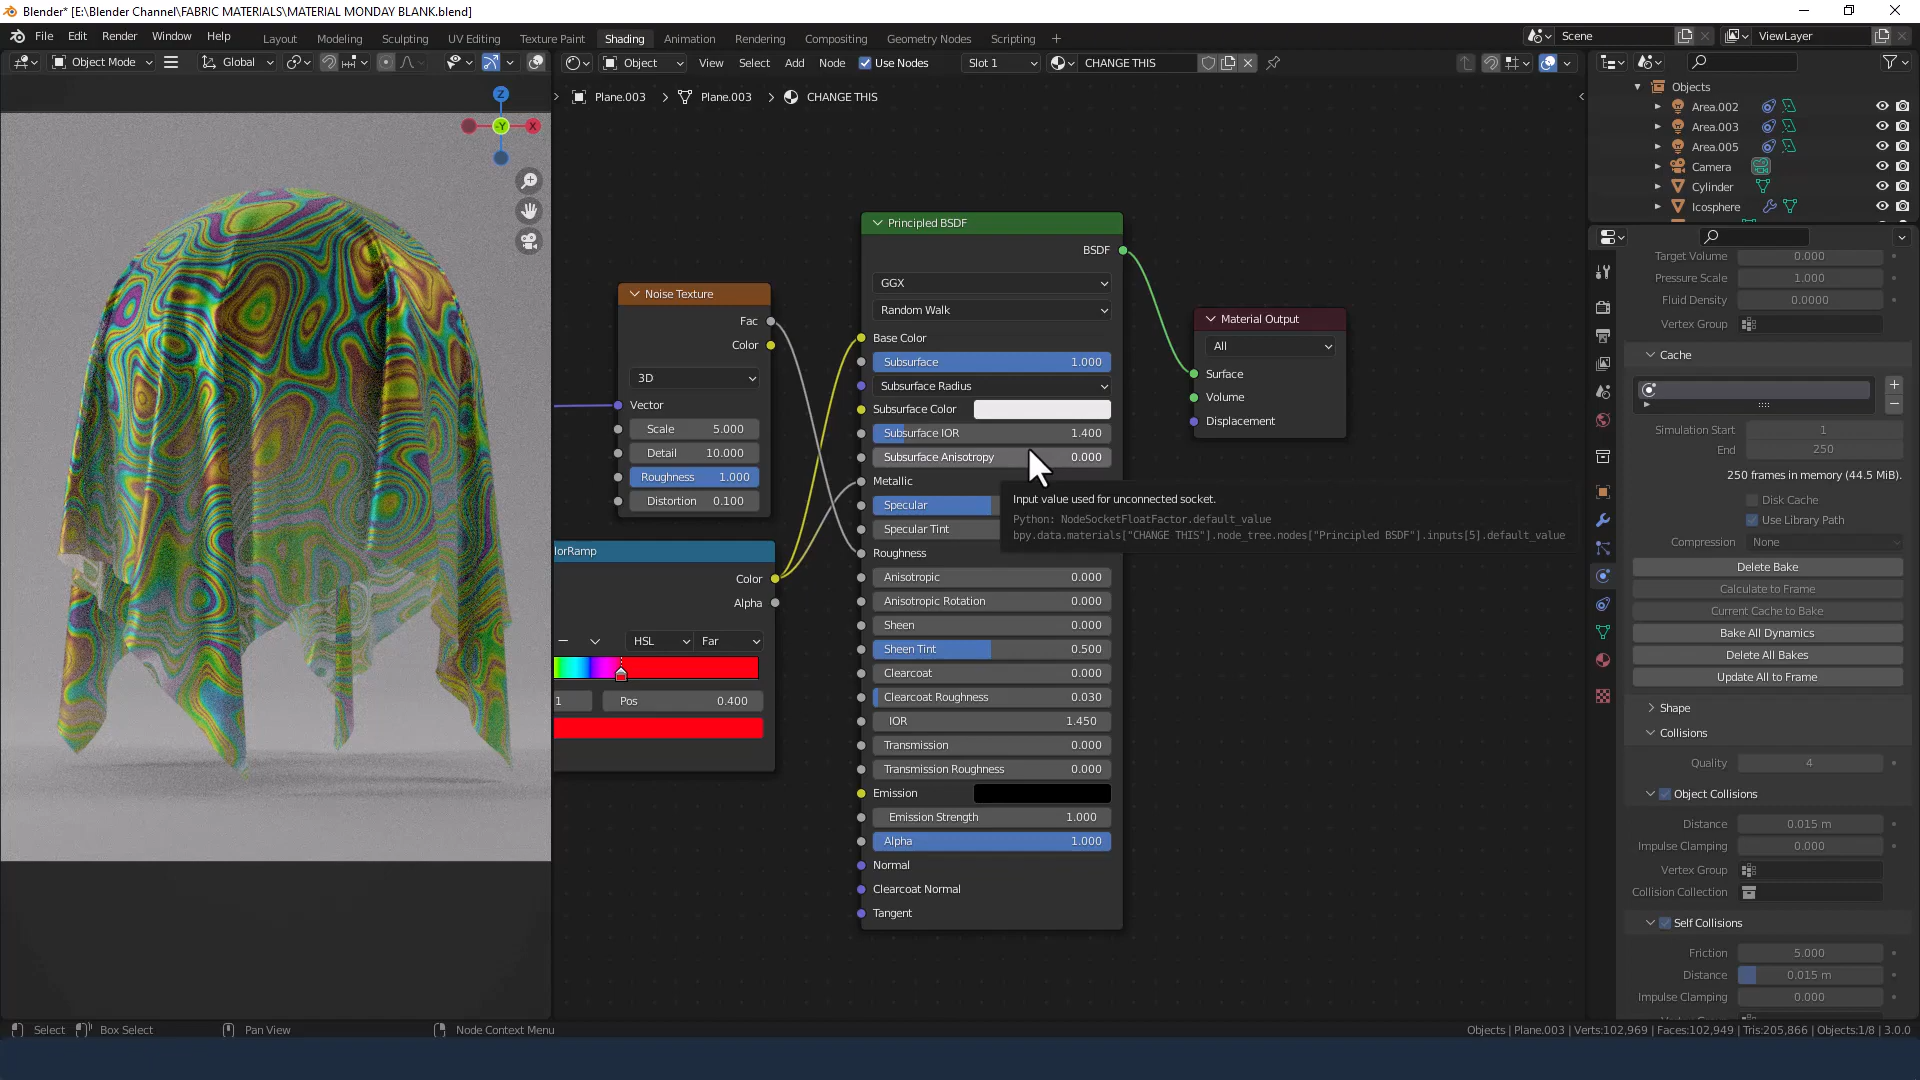 Blender* [E:\Blender Channel\FABRIC MATERIALS\MATERIAL MONDAY BLANK.blend]
File Edit Render Window Help Layout Modeling Sculpting UV Editing Texture Paint Shading Animation Rendering Compositing Geometry Nodes Scripting + Scene ViewLayer
Object Mode Global Object View Select Add Node Use Nodes Slot 1 CHANGE THIS
Plane.003 > Plane.003 > CHANGE THIS
Z
-Y X
Objects
Area.002
Area.003
Area.005
Camera
Cylinder
Icosphere
Noise Texture
Fac
Color
3D
Vector
Scale 5.000
Detail 10.000
Roughness 1.000
Distortion 0.100
lorRamp
Color
Alpha
HSL Far
1 Pos 0.400
Principled BSDF
BSDF
GGX
Random Walk
Base Color
Subsurface 1.000
Subsurface Radius
Subsurface Color
Subsurface IOR 1.400
Subsurface Anisotropy 0.000
Metallic
Specular
Specular Tint
Roughness
Anisotropic 0.000
Anisotropic Rotation 0.000
Sheen 0.000
Sheen Tint 0.500
Clearcoat 0.000
Clearcoat Roughness 0.030
IOR 1.450
Transmission 0.000
Transmission Roughness 0.000
Emission
Emission Strength 1.000
Alpha 1.000
Normal
Clearcoat Normal
Tangent
Input value used for unconnected socket.
Python: NodeSocketFloatFactor.default_value
bpy.data.materials["CHANGE THIS"].node_tree.nodes["Principled BSDF"].inputs[5].default_value
Material Output
All
Surface
Volume
Displacement
Target Volume 0.000
Pressure Scale 1.000
Fluid Density 0.0000
Vertex Group
Cache
Simulation Start 1
End 250
250 frames in memory (44.5 MiB).
Disk Cache
Use Library Path
Compression None
Delete Bake
Calculate to Frame
Current Cache to Bake
Bake All Dynamics
Delete All Bakes
Update All to Frame
Shape
Collisions
Quality 4
Object Collisions
Distance 0.015 m
Impulse Clamping 0.000
Vertex Group
Collision Collection
Self Collisions
Friction 5.000
Distance 0.015 m
Impulse Clamping 0.000
Select Box Select Pan View Node Context Menu Objects | Plane.003 | Verts:102,969 | Faces:102,949 | Tris:205,866 | Objects:1/8 | 3.0.0